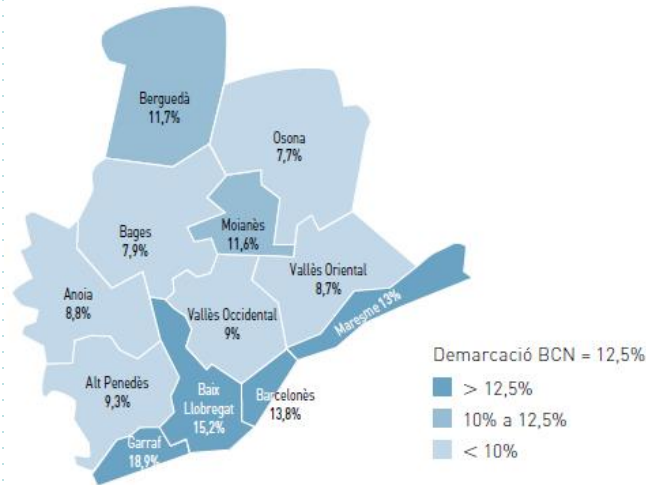 Berguedà
11,7%
Osona
7,7%
Bages
7,9%
Moianès
11,6%
Vallès Oriental
8,7%
Maresme 13%
Anoia
8,8%
Vallès Occidental
9%
Alt Penedès
9,3%
Baix
Llobregat
15,2%
Barcelonès
13,8%
Garraf
18,9%
Demarcació BCN = 12,5%
> 12,5%
10% a 12,5%
< 10%